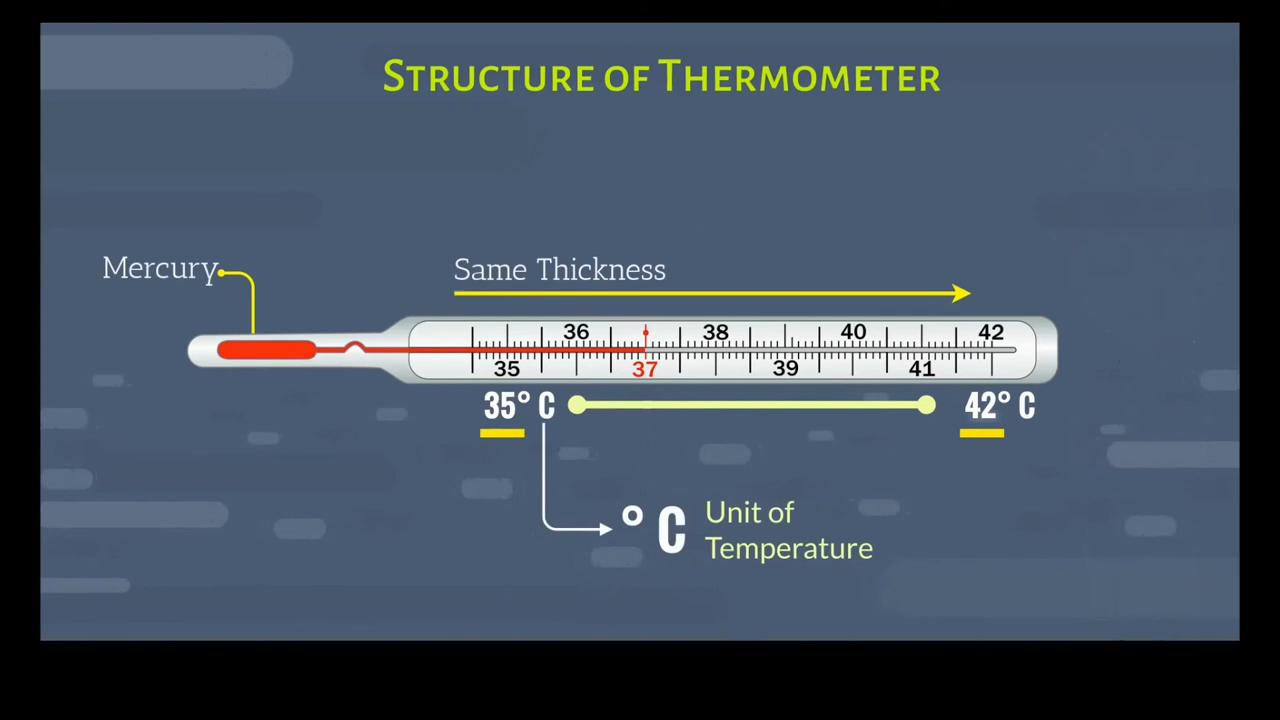 STRUCTURE OF THERMOMETER
Mercury
Same Thickness
36 38 40 42
35 37 39 41
35° C 42° C
° C Unit of
Temperature